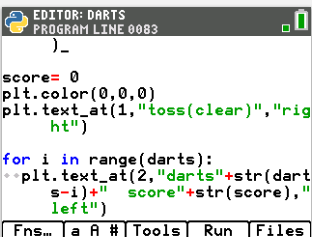 EDITOR: DARTS
PROGRAM LINE 0083
)_
score= 0
plt.color(0,0,0)
plt.text_at(1,"toss(clear)","rig
ht")
for i in range(darts):
⬩⬩plt.text_at(2,"darts"+str(dart
s-i)+"  score"+str(score),"
left")
Fns… a A # Tools Run Files